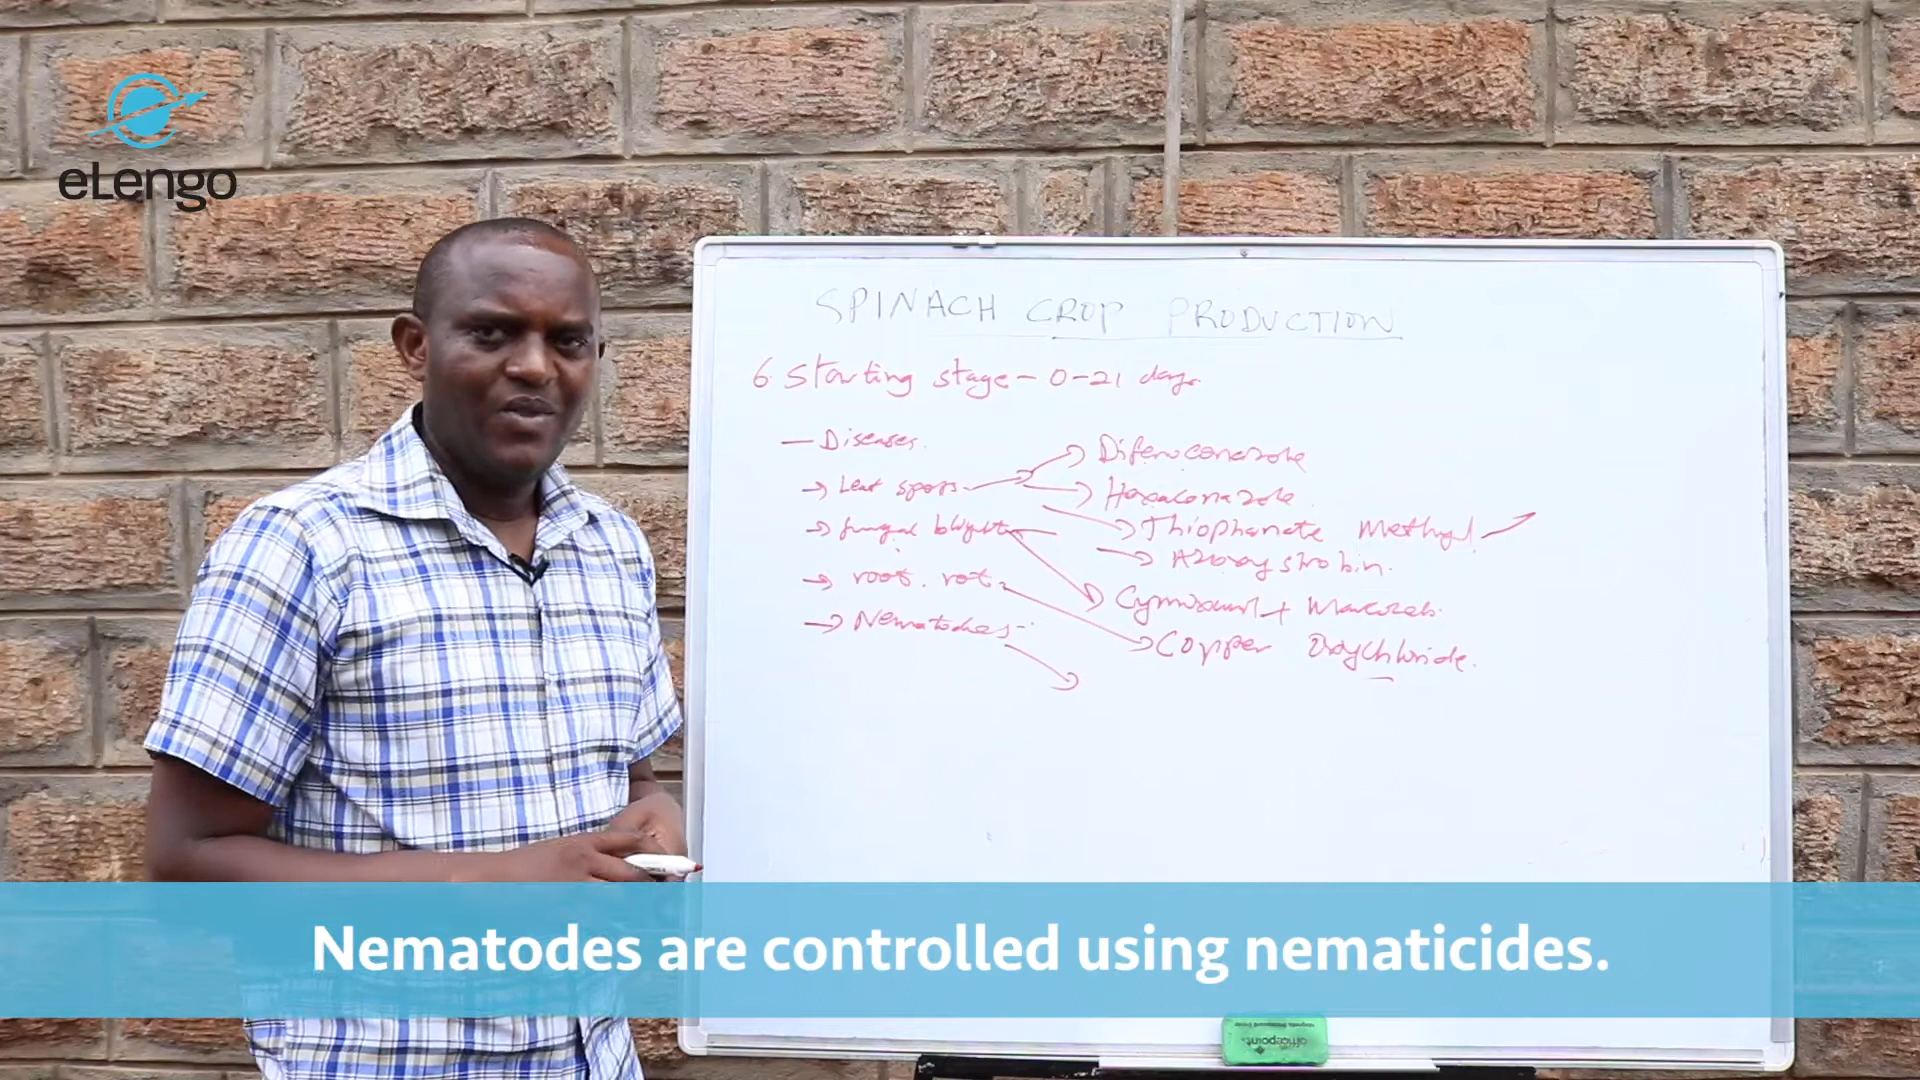 eLengo
SPINACH CROP PRODUCTION
6. Starting stage - 0-21 days.
- Diseases.
→ Leaf spots → Difenoconazole
→ Hexaconazole
→ fungal blights
→ Thiophanate Methyl
→ Azoxystrobin.
→ root rot.
→ Cymoxanil + Mancozeb.
→ Nematodes
→ Copper Oxychloride.
Nematodes are controlled using nematicides.
officepoint